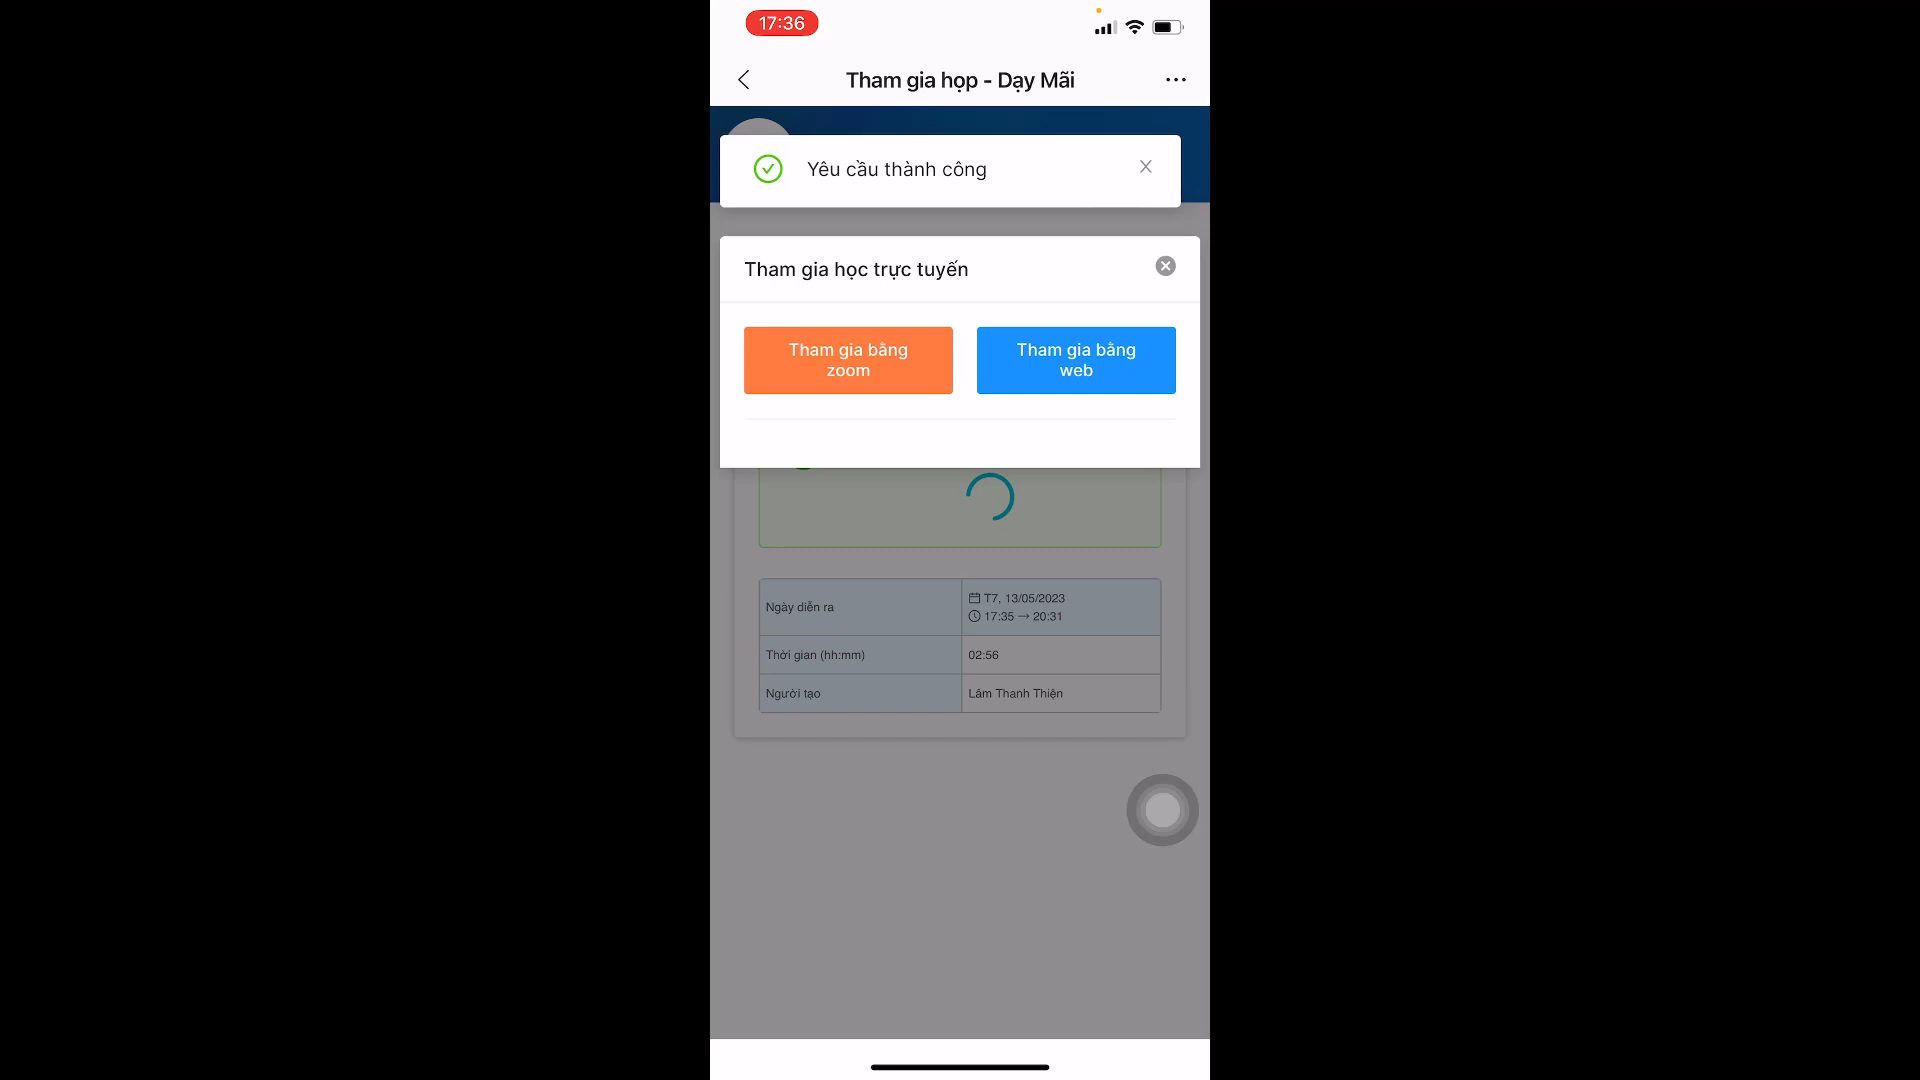 17:36
Tham gia họp - Dạy Mãi
Yêu cầu thành công
Tham gia học trực tuyến
Tham gia bằng
zoom
Tham gia bằng
web
Ngày diễn ra
T7, 13/05/2023
17:35 → 20:31
Thời gian (hh:mm)
02:56
Người tạo
Lâm Thanh Thiện